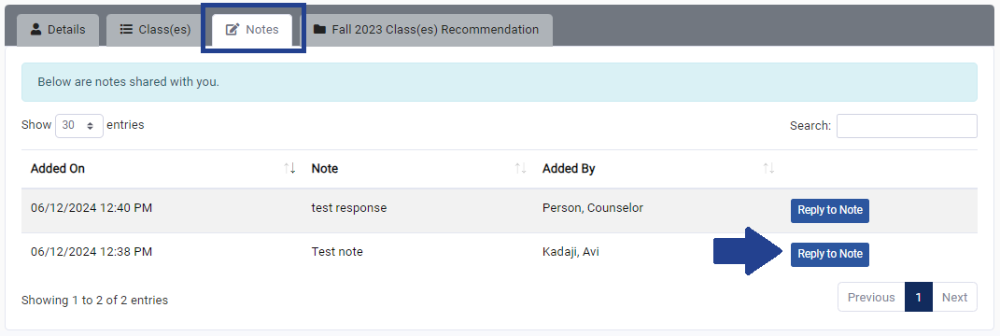 Details Class(es) Notes Fall 2023 Class(es) Recommendation
Below are notes shared with you.
Show 30 entries Search:
Added On Note Added By
06/12/2024 12:40 PM test response Person, Counselor Reply to Note
06/12/2024 12:38 PM Test note Kadaji, Avi Reply to Note
Showing 1 to 2 of 2 entries Previous 1 Next